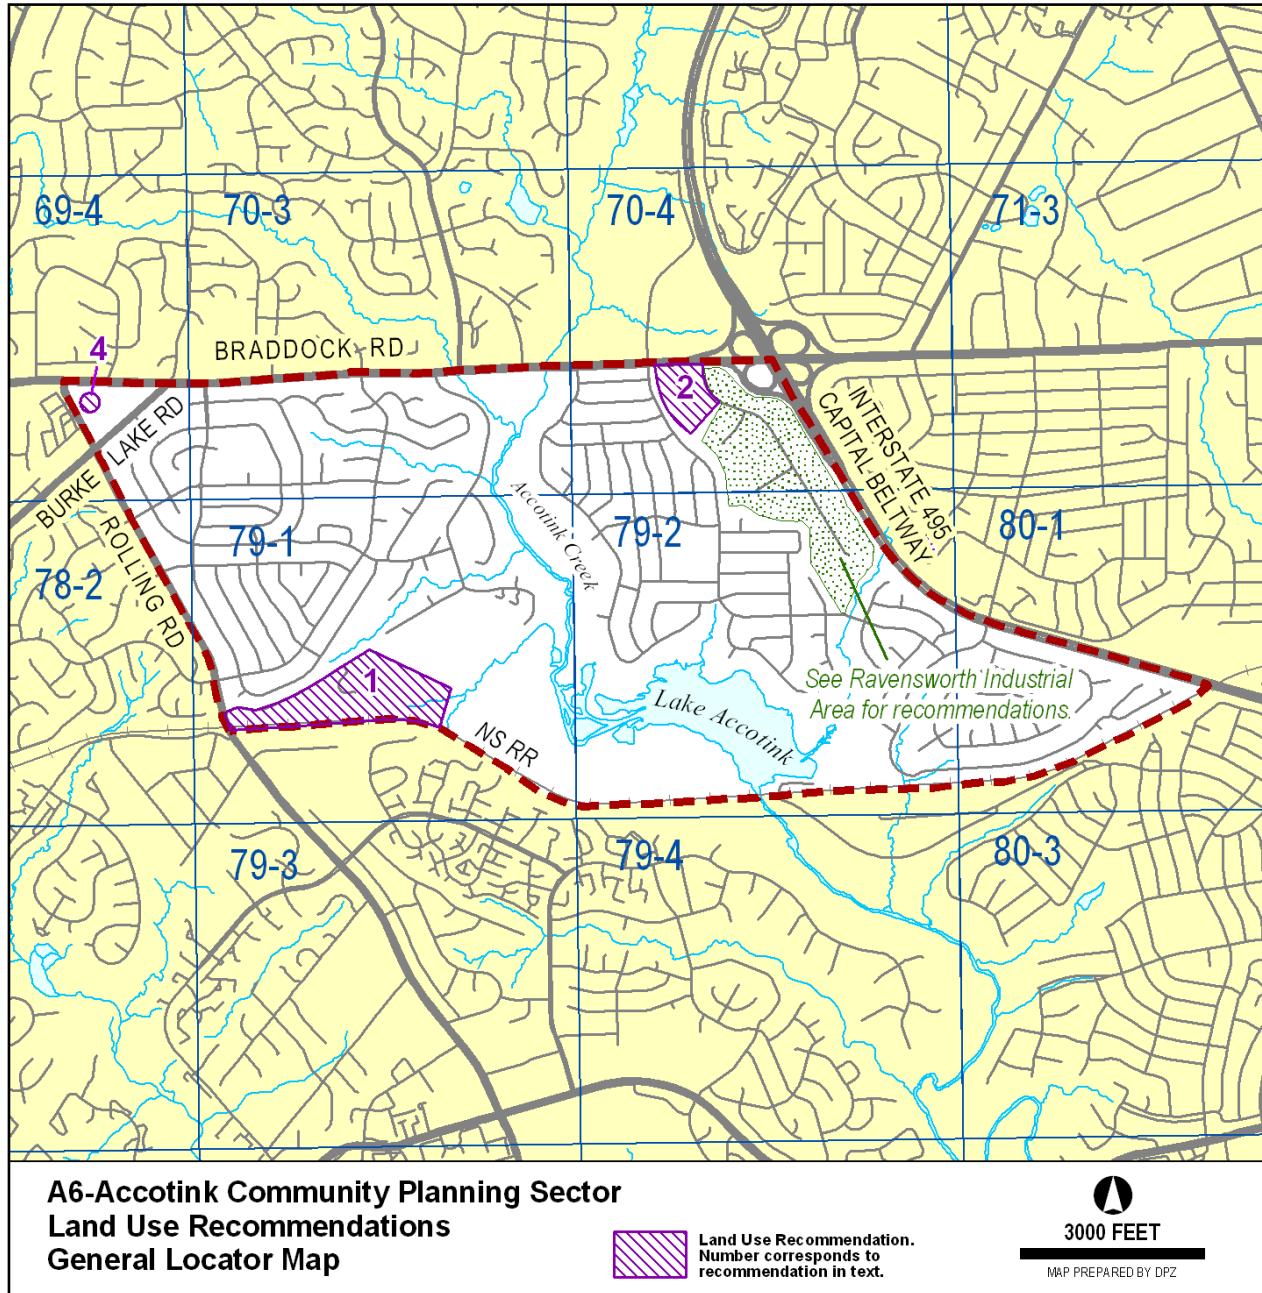 69-4
70-3
70-4
71-3
4
BRADDOCK RD
2
INTERSTATE 495
CAPITAL BELTWAY
BURKE LAKE RD
ROLLING RD
Accotink Creek
79-1
79-2
80-1
78-2
1
See Ravensworth Industrial
Area for recommendations.
Lake Accotink
NS RR
79-3
79-4
80-3
A6-Accotink Community Planning Sector
Land Use Recommendations
General Locator Map
Land Use Recommendation.
Number corresponds to
recommendation in text.
3000 FEET
MAP PREPARED BY DPZ